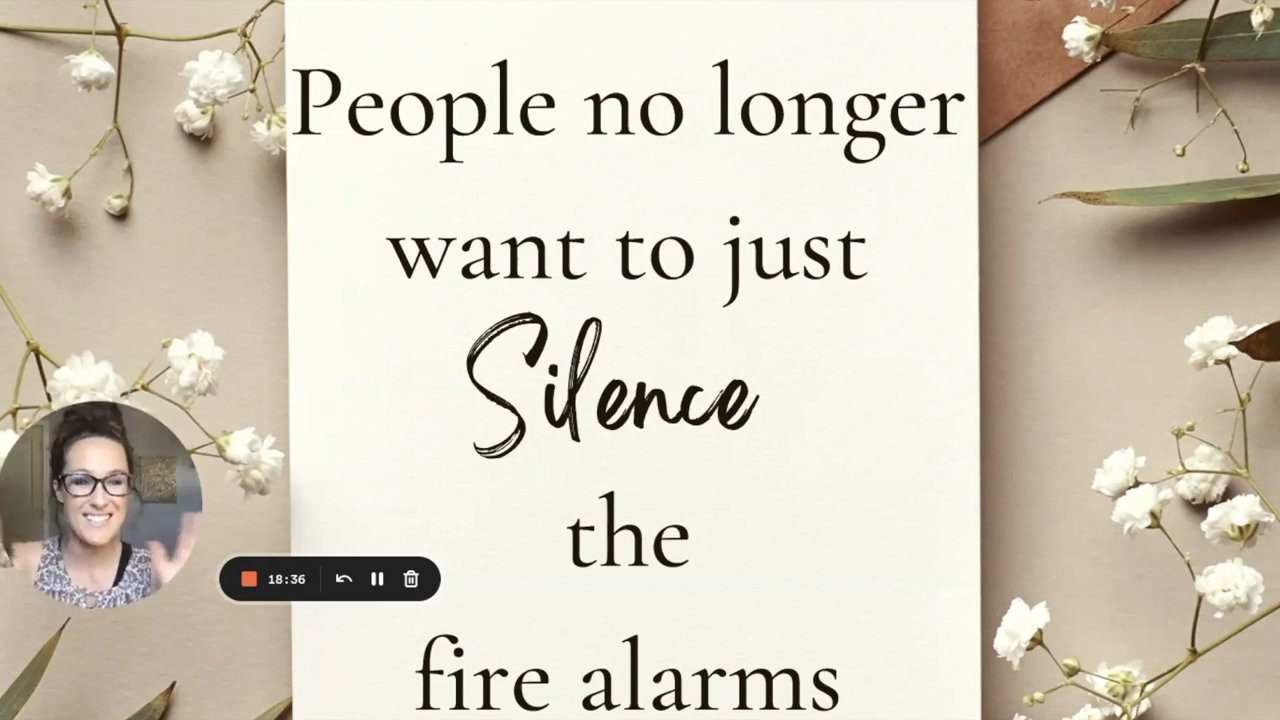 People no longer
want to just
Silence
the
fire alarms
18:36